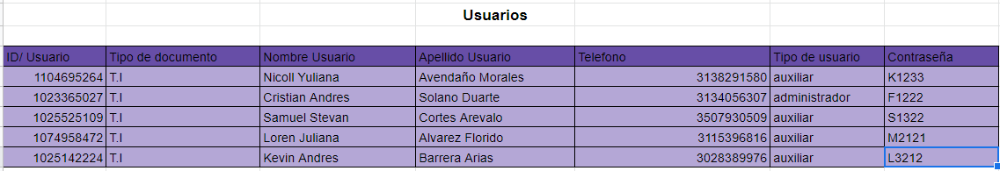 Usuarios
ID/ Usuario Tipo de documento Nombre Usuario Apellido Usuario Telefono Tipo de usuario Contraseña
1104695264 T.I Nicoll Yuliana Avendaño Morales 3138291580 auxiliar K1233
1023365027 T.I Cristian Andres Solano Duarte 3134056307 administrador F1222
1025525109 T.I Samuel Stevan Cortes Arevalo 3507930509 auxiliar S1322
1074958472 T.I Loren Juliana Alvarez Florido 3115396816 auxiliar M2121
1025142224 T.I Kevin Andres Barrera Arias 3028389976 auxiliar L3212